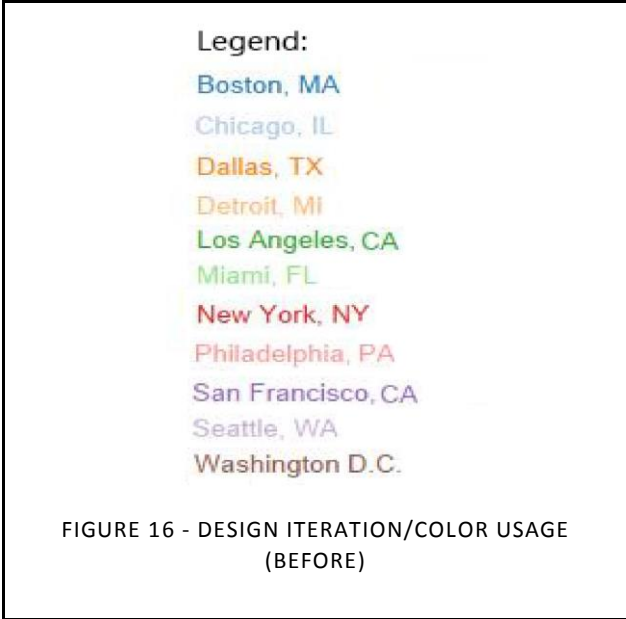 Legend:
Boston, MA
Chicago, IL
Dallas, TX
Detroit, MI
Los Angeles, CA
Miami, FL
New York, NY
Philadelphia, PA
San Francisco, CA
Seattle, WA
Washington D.C.
FIGURE 16 - DESIGN ITERATION/COLOR USAGE
(BEFORE)